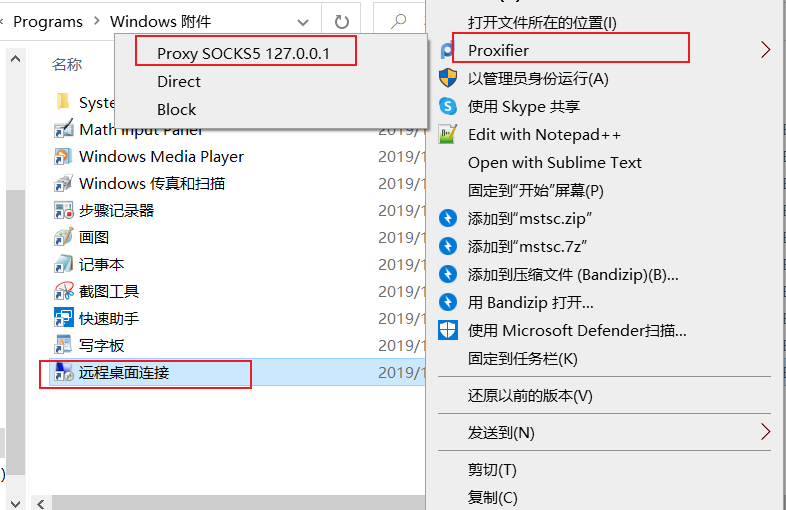 Programs > Windows 附件
名称
Proxy SOCKS5 127.0.0.1
Direct
Block
Syste
Math Input Panel
2019/1
Windows Media Player
2019/1
Windows 传真和扫描
2019/1
步骤记录器
2019/1
画图
2019/1
记事本
2019/1
截图工具
2019/1
快速助手
2019/1
写字板
2019/1
远程桌面连接
2019/1
打开文件所在的位置(I)
Proxifier
以管理员身份运行(A)
使用 Skype 共享
Edit with Notepad++
Open with Sublime Text
固定到"开始"屏幕(P)
添加到"mstsc.zip"
添加到"mstsc.7z"
添加到压缩文件 (Bandizip)(B)...
用 Bandizip 打开...
使用 Microsoft Defender扫描...
固定到任务栏(K)
还原以前的版本(V)
发送到(N)
剪切(T)
复制(C)